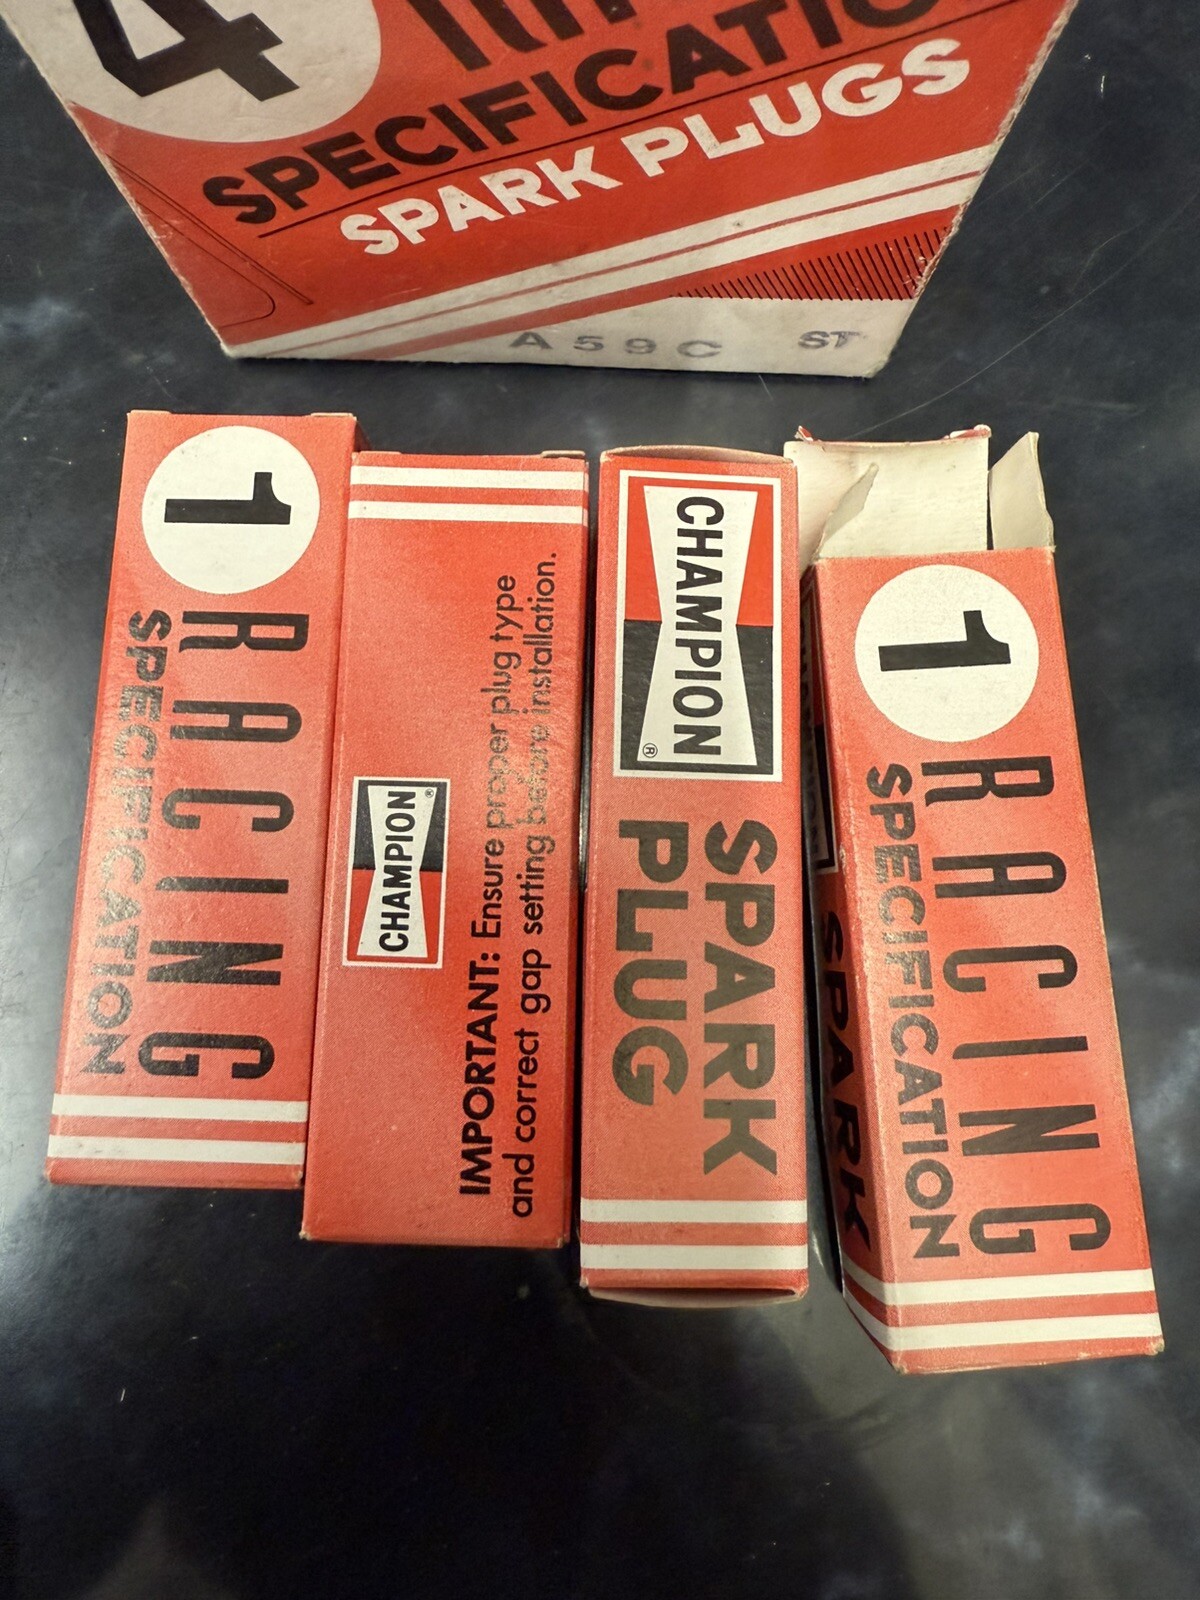 4
SPECIFICATIO
SPARK PLUGS
A59C ST
1
RACING
SPECIFICATION
CHAMPION®
IMPORTANT: Ensure proper plug type
and correct gap setting before installation.
CHAMPION®
SPARK
PLUG
SPARK
1
RACING
SPECIFICATION